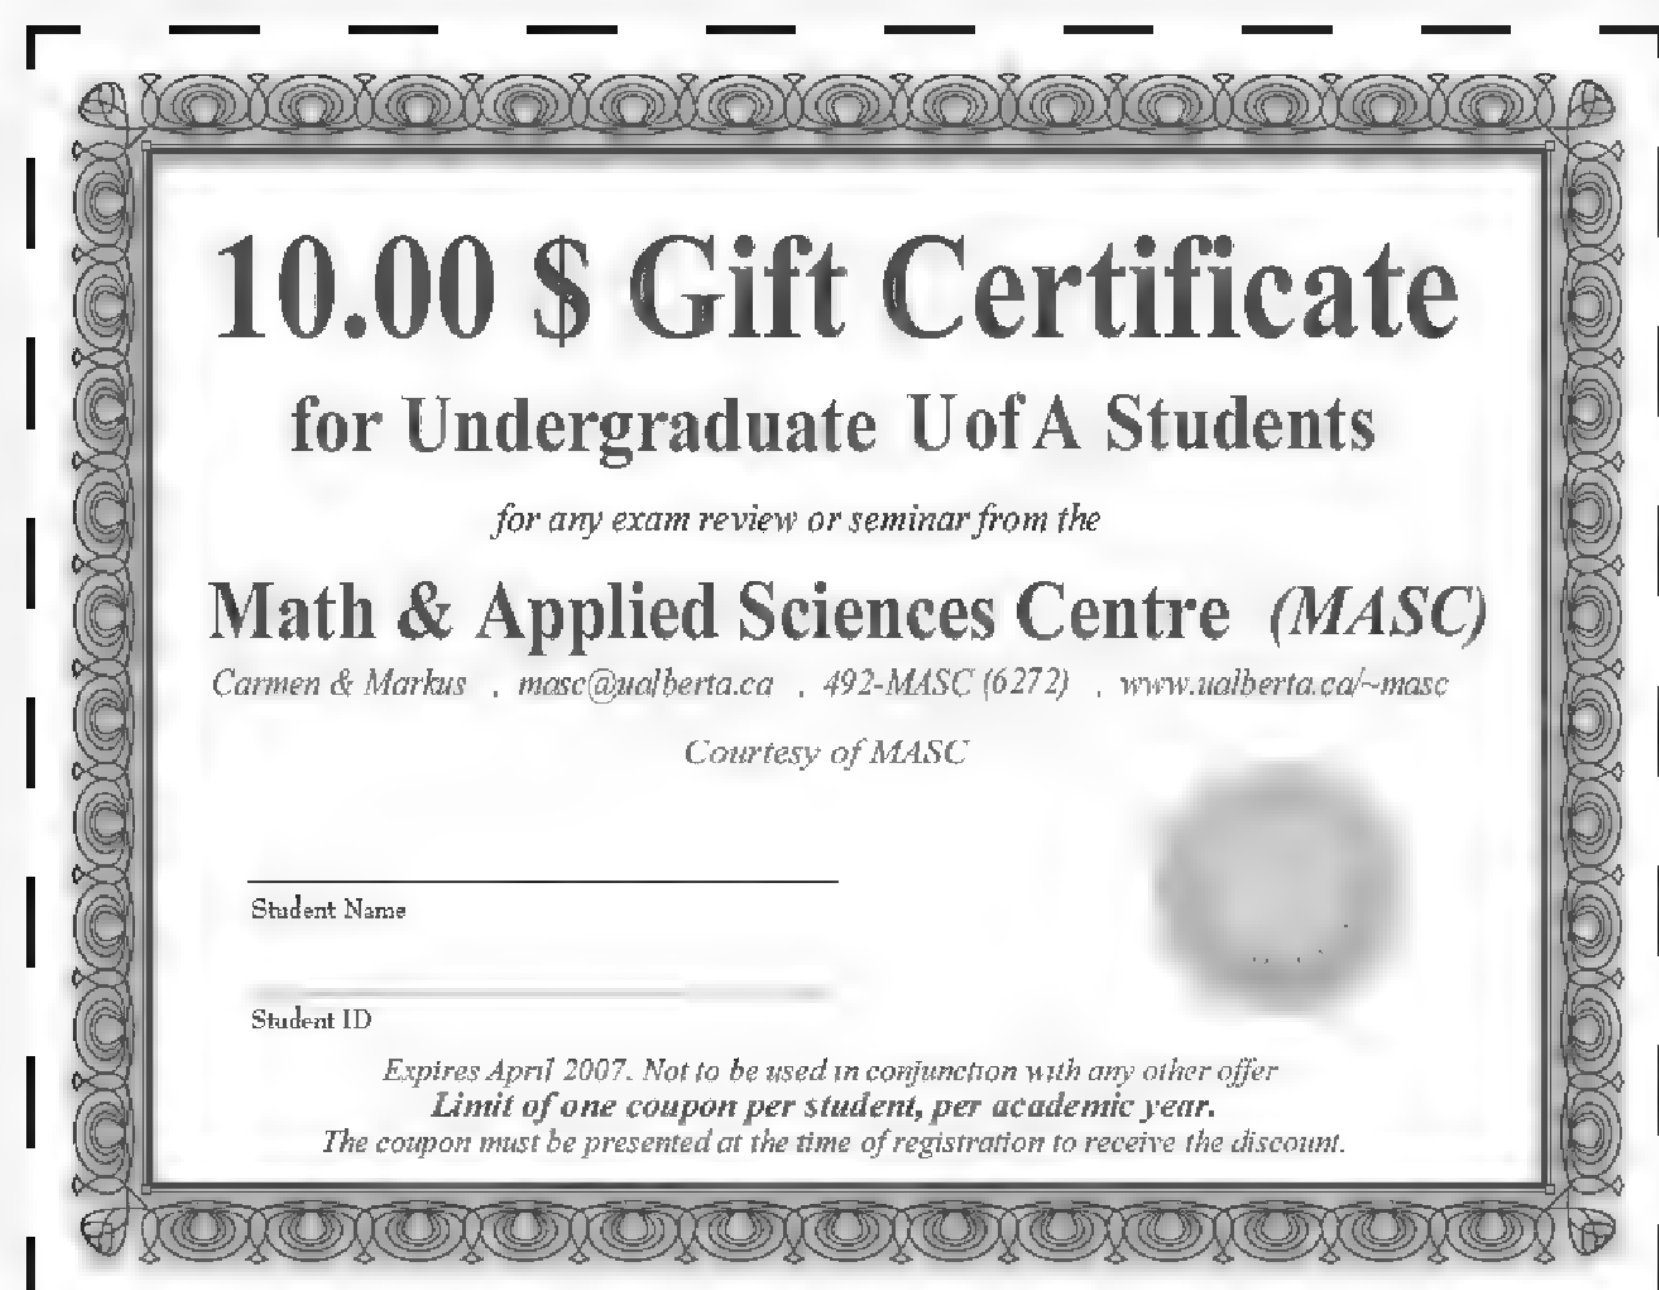 10.00 $ Gift Certificate
for Undergraduate U of A Students
for any exam review or seminar from the
Math & Applied Sciences Centre (MASC)
Carmen & Markus . masc@ualberta.ca . 492-MASC (6272) . www.ualberta.ca/~masc
Courtesy of MASC
Student Name
Student ID
Expires April 2007. Not to be used in conjunction with any other offer
Limit of one coupon per student, per academic year.
The coupon must be presented at the time of registration to receive the discount.